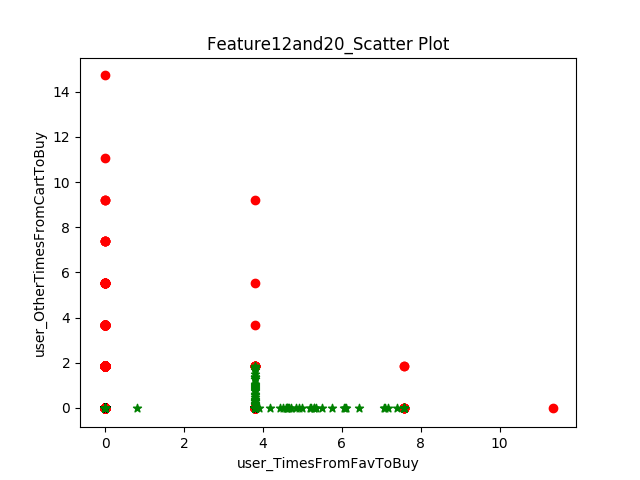 Feature12and20_Scatter Plot
14
12
10
8
6
4
2
0
user_OtherTimesFromCartToBuy
0 2 4 6 8 10
user_TimesFromFavToBuy